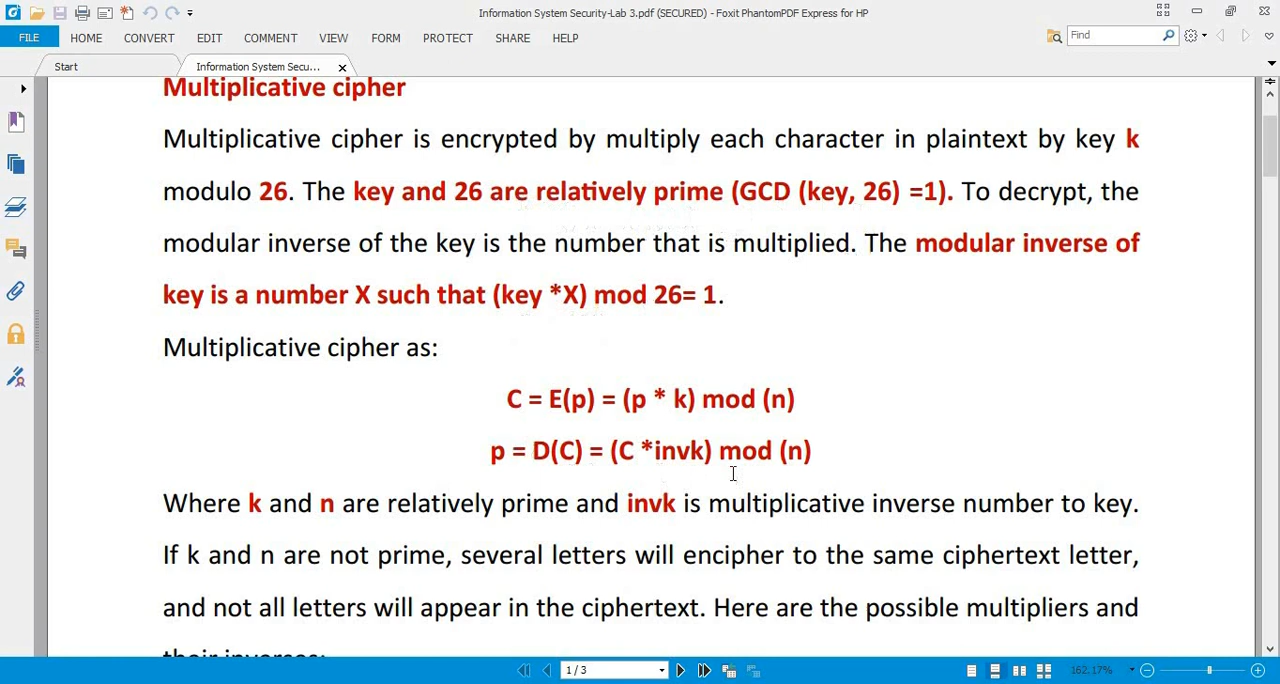 Information System Security-Lab 3.pdf (SECURED) - Foxit PhantomPDF Express for HP
FILE HOME CONVERT EDIT COMMENT VIEW FORM PROTECT SHARE HELP Find
Start Information System Secu...
Multiplicative cipher
Multiplicative cipher is encrypted by multiply each character in plaintext by key k
modulo 26. The key and 26 are relatively prime (GCD (key, 26) =1). To decrypt, the
modular inverse of the key is the number that is multiplied. The modular inverse of
key is a number X such that (key *X) mod 26= 1.
Multiplicative cipher as:
C = E(p) = (p * k) mod (n)
p = D(C) = (C *invk) mod (n)
Where k and n are relatively prime and invk is multiplicative inverse number to key.
If k and n are not prime, several letters will encipher to the same ciphertext letter,
and not all letters will appear in the ciphertext. Here are the possible multipliers and
their inverses:
1 / 3 162.17%